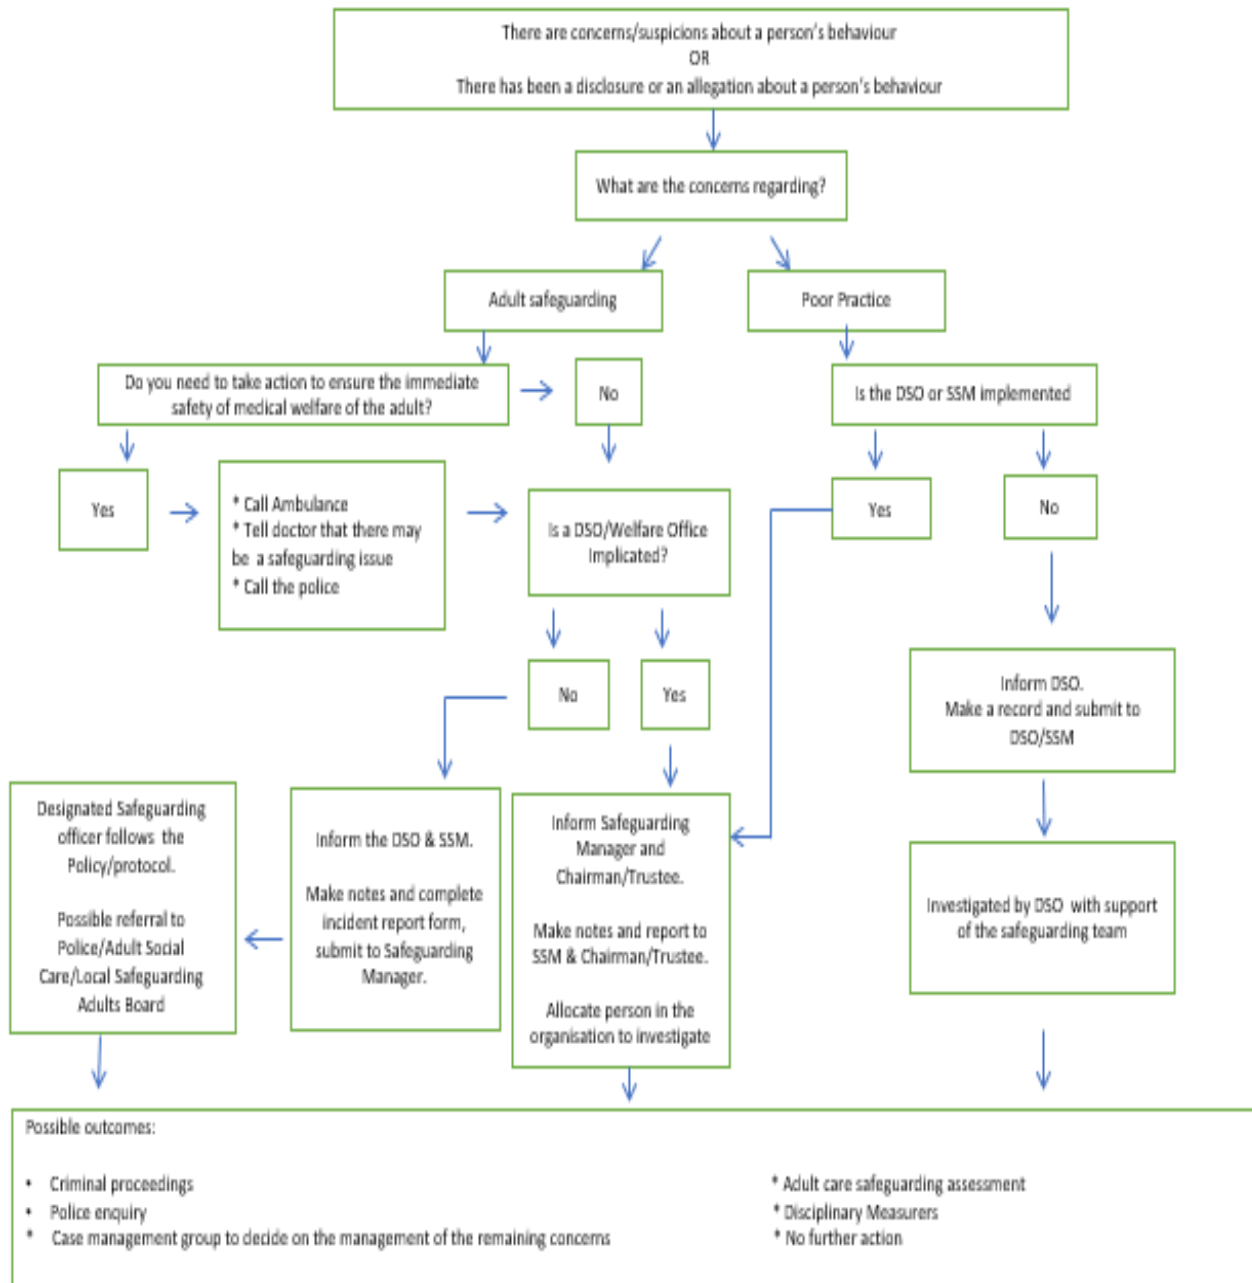 There are concerns/suspicions about a person's behaviour
OR
There has been a disclosure or an allegation about a person's behaviour
What are the concerns regarding?
Adult safeguarding
Poor Practice
Do you need to take action to ensure the immediate
safety of medical welfare of the adult?
No
Is the DSO or SSM implemented
Yes
* Call Ambulance
* Tell doctor that there may
be a safeguarding issue
* Call the police
Is a DSO/Welfare Office
Implicated?
Yes
No
No
Yes
Inform DSO.
Make a record and submit to
DSO/SSM
Designated Safeguarding
officer follows the
Policy/protocol.
Possible referral to
Police/Adult Social
Care/Local Safeguarding
Adults Board
Inform the DSO & SSM.
Make notes and complete
incident report form,
submit to Safeguarding
Manager.
Inform Safeguarding
Manager and
Chairman/Trustee.
Make notes and report to
SSM & Chairman/Trustee.
Allocate person in the
organisation to investigate
Investigated by DSO with support
of the safeguarding team
Possible outcomes:
• Criminal proceedings
• Police enquiry
* Case management group to decide on the management of the remaining concerns
* Adult care safeguarding assessment
* Disciplinary Measurers
* No further action